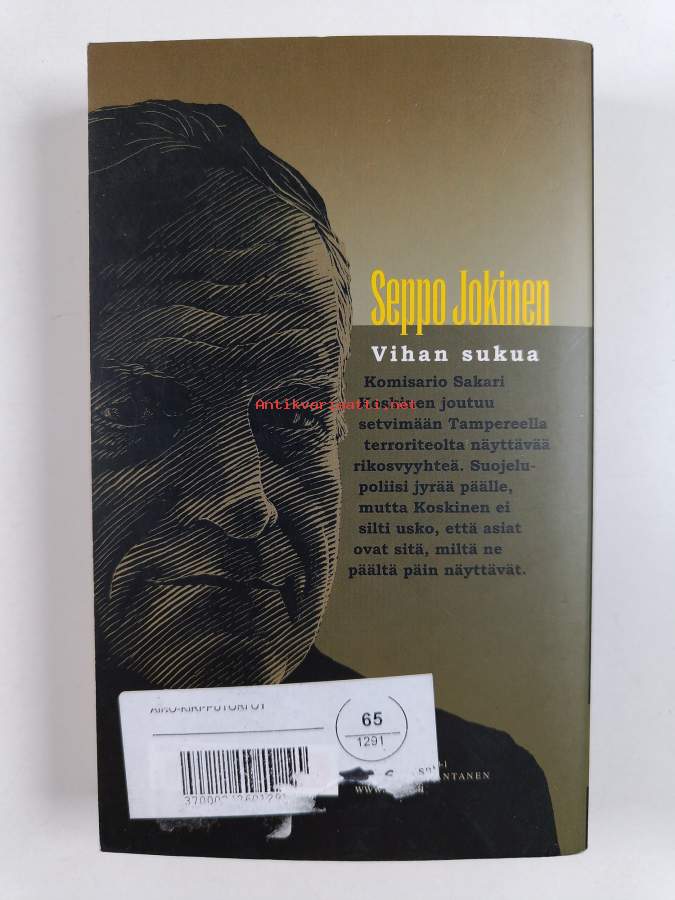 Seppo Jokinen
Vihan sukua
Komisario Sakari
Koskinen joutuu
Antikvariaatti.net
setvimään Tampereella
terroriteolta näyttävää
rikosvyyhteä. Suojelu-
poliisi jyrää päälle,
mutta Koskinen ei
silti usko, että asiat
ovat sitä, miltä ne
päältä päin näyttävät.
65
1291